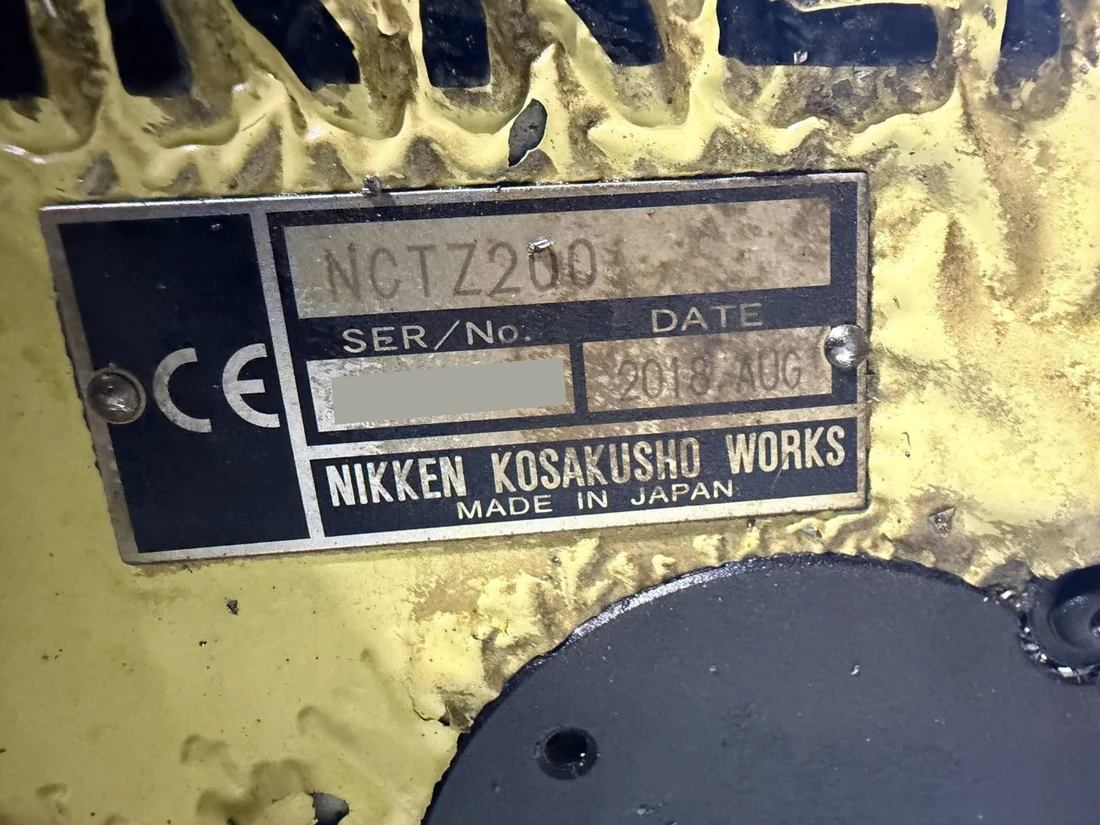 CE
NCTZ200
SER/No.
DATE
2018 AUG
NIKKEN KOSAKUSHO WORKS
MADE IN JAPAN